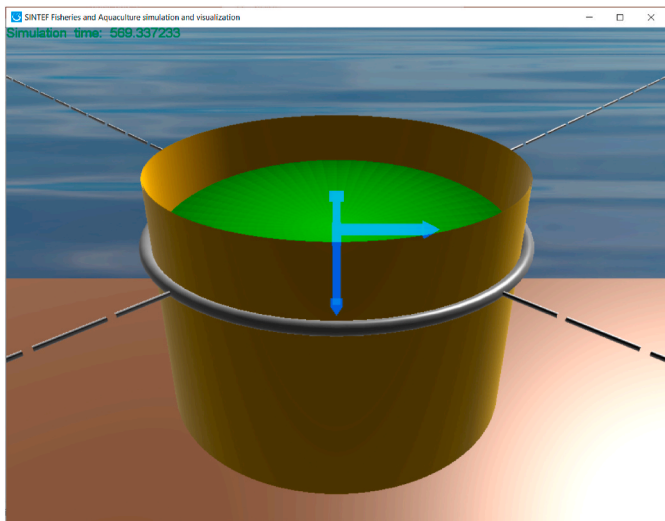 SINTEF Fisheries and Aquaculture simulation and visualization
Simulation time: 569.337233